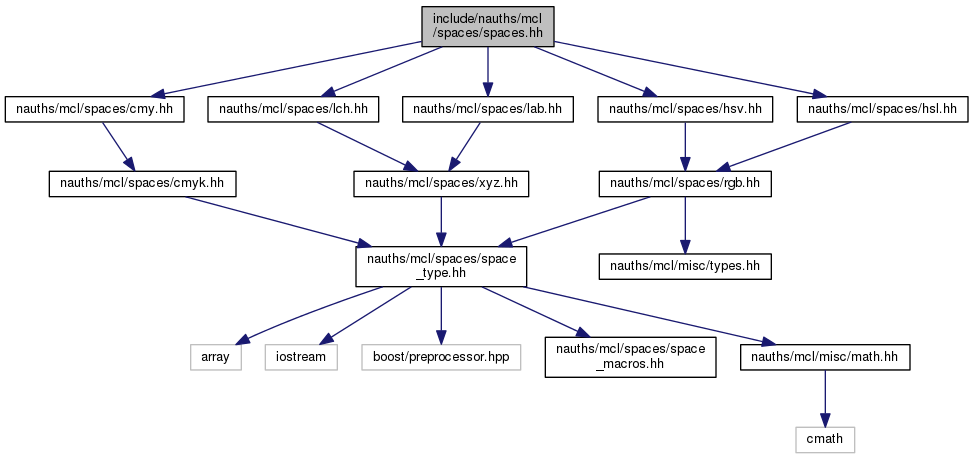 include/nauths/mcl
/spaces/spaces.hh
nauths/mcl/spaces/cmy.hh
nauths/mcl/spaces/lch.hh
nauths/mcl/spaces/lab.hh
nauths/mcl/spaces/hsv.hh
nauths/mcl/spaces/hsl.hh
nauths/mcl/spaces/cmyk.hh
nauths/mcl/spaces/xyz.hh
nauths/mcl/spaces/rgb.hh
nauths/mcl/spaces/space
_type.hh
nauths/mcl/misc/types.hh
array
iostream
boost/preprocessor.hpp
nauths/mcl/spaces/space
_macros.hh
nauths/mcl/misc/math.hh
cmath